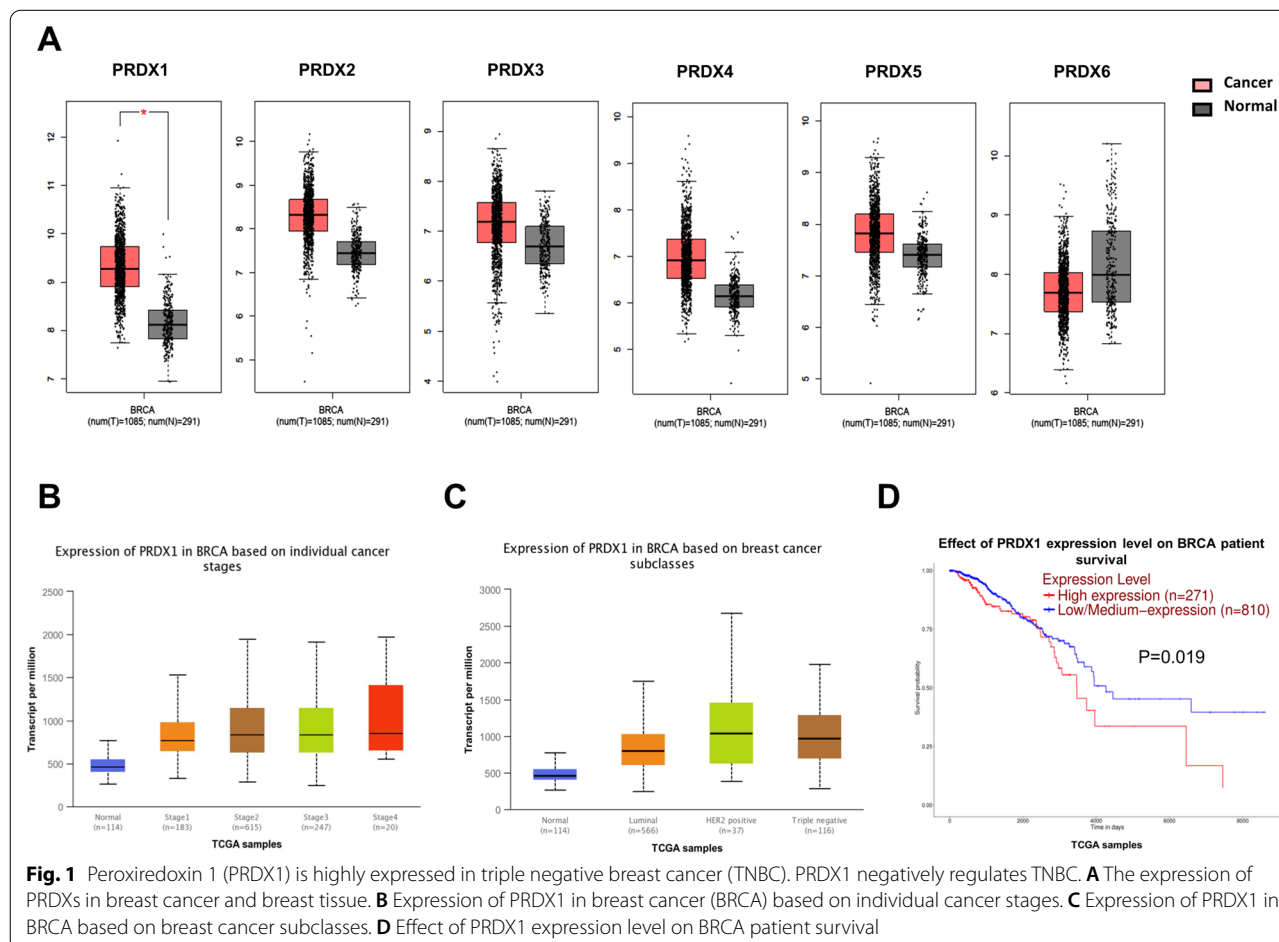 A
PRDX1
PRDX2
PRDX3
PRDX4
PRDX5
PRDX6
Cancer
Normal
*
12
11
10
9
8
7
BRCA
(num(T)=1085; num(N)=291)
10
9
8
7
6
5
BRCA
(num(T)=1085; num(N)=291)
9
8
7
6
5
4
BRCA
(num(T)=1085; num(N)=291)
9
8
7
6
5
BRCA
(num(T)=1085; num(N)=291)
10
9
8
7
6
5
BRCA
(num(T)=1085; num(N)=291)
10
9
8
7
6
BRCA
(num(T)=1085; num(N)=291)
B
Expression of PRDX1 in BRCA based on individual cancer
stages
Transcript per million
2500
2000
1500
1000
500
0
Normal
(n=114)
Stage1
(n=183)
Stage2
(n=615)
Stage3
(n=247)
Stage4
(n=20)
TCGA samples
C
Expression of PRDX1 in BRCA based on breast cancer
subclasses
Transcript per million
3000
2500
2000
1500
1000
500
0
Normal
(n=114)
Luminal
(n=566)
HER2 positive
(n=37)
Triple negative
(n=116)
TCGA samples
D
Effect of PRDX1 expression level on BRCA patient
survival
Expression Level
High expression (n=271)
Low/Medium-expression (n=810)
P=0.019
Survival probability
1.00
0.75
0.50
0.25
0.00
0
2000
4000
6000
8000
Time in days
TCGA samples
Fig. 1 Peroxiredoxin 1 (PRDX1) is highly expressed in triple negative breast cancer (TNBC). PRDX1 negatively regulates TNBC. A The expression of
PRDXs in breast cancer and breast tissue. B Expression of PRDX1 in breast cancer (BRCA) based on individual cancer stages. C Expression of PRDX1 in
BRCA based on breast cancer subclasses. D Effect of PRDX1 expression level on BRCA patient survival